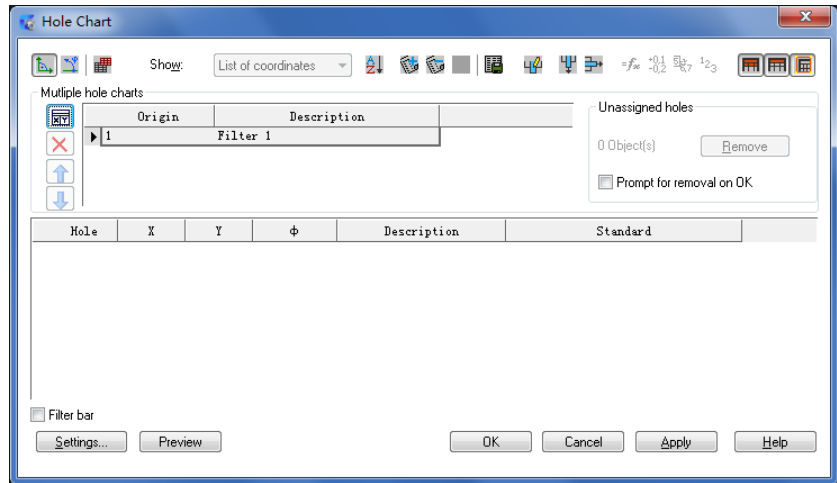 Hole Chart
Show: List of coordinates
Mutliple hole charts
Origin Description
1 Filter 1
Unassigned holes
0 Object(s) Remove
Prompt for removal on OK
Hole X Y ф Description Standard
Filter bar
Settings... Preview OK Cancel Apply Help